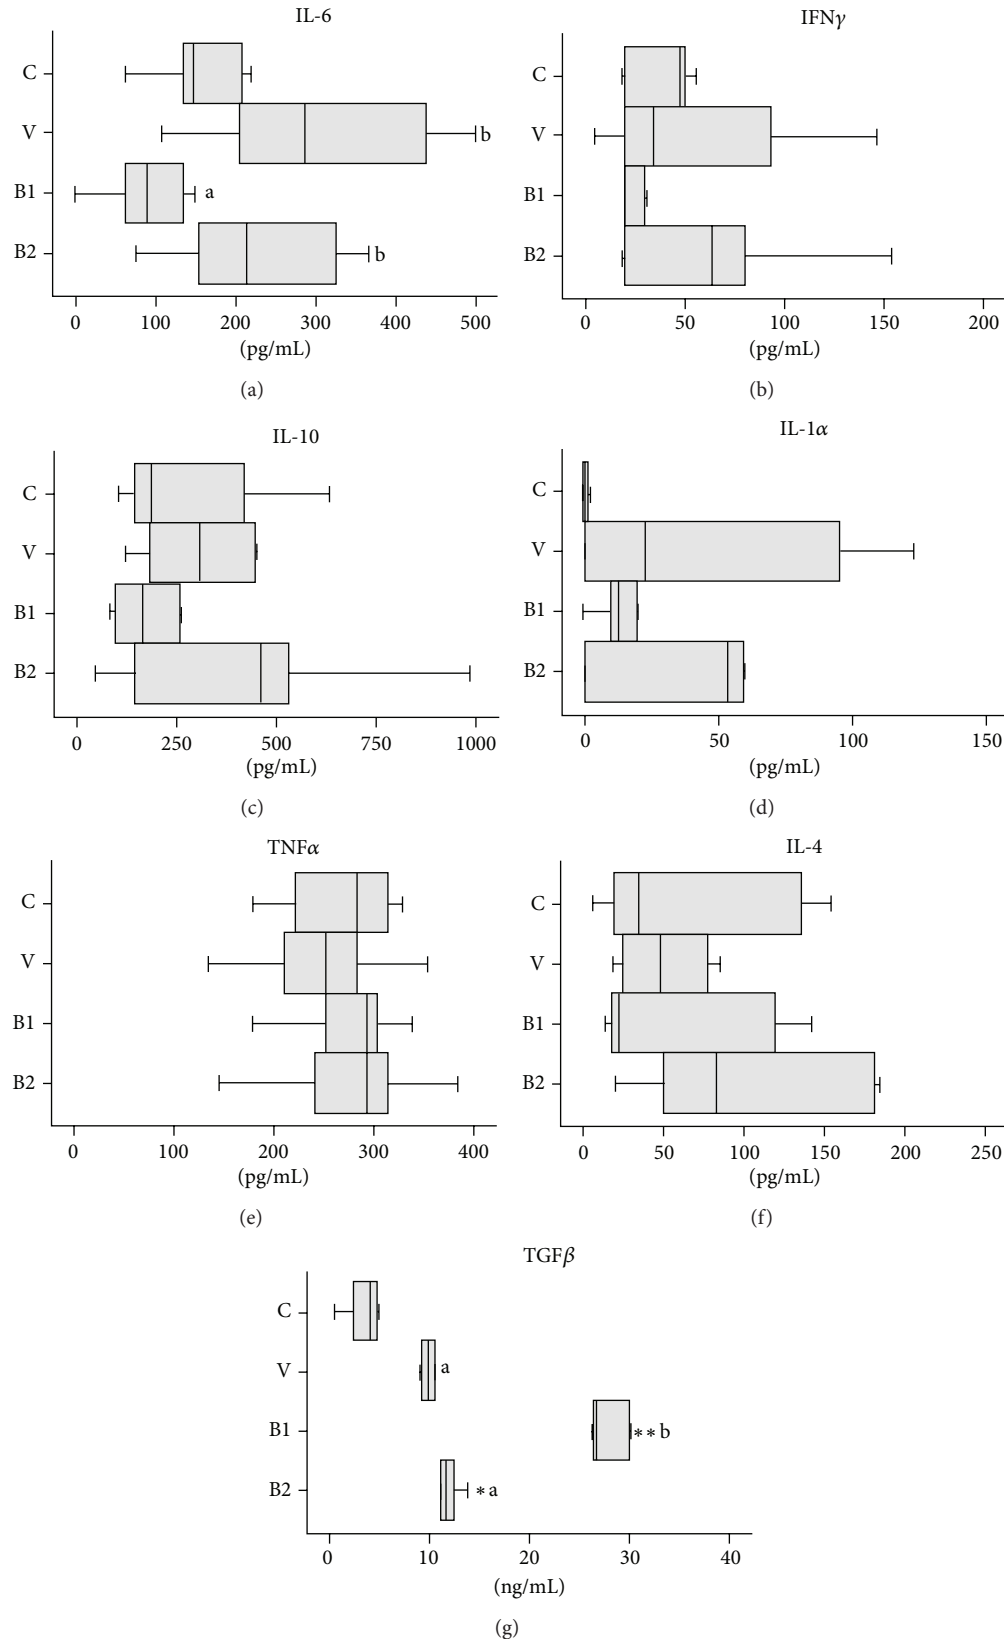 IL-6
C
V
b
B1
a
B2
b
0 100 200 300 400 500
(pg/mL)
(a)
IFNγ
C
V
B1
B2
0 50 100 150 200
(pg/mL)
(b)
IL-10
C
V
B1
B2
0 250 500 750 1000
(pg/mL)
(c)
IL-1α
C
V
B1
B2
0 50 100 150
(pg/mL)
(d)
TNFα
C
V
B1
B2
0 100 200 300 400
(pg/mL)
(e)
IL-4
C
V
B1
B2
0 50 100 150 200 250
(pg/mL)
(f)
TGFβ
C
V
a
B1
∗∗b
B2
∗a
0 10 20 30 40
(ng/mL)
(g)